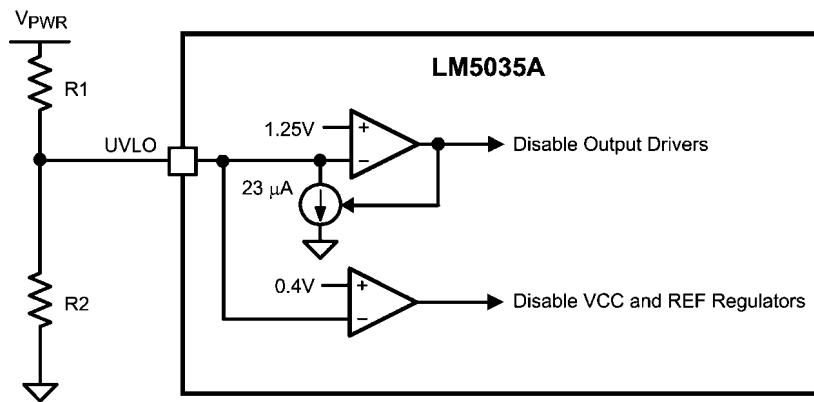 VPWR
LM5035A
R1
1.25V
+
−
Disable Output Drivers
UVLO
23 μA
R2
0.4V
+
−
Disable VCC and REF Regulators